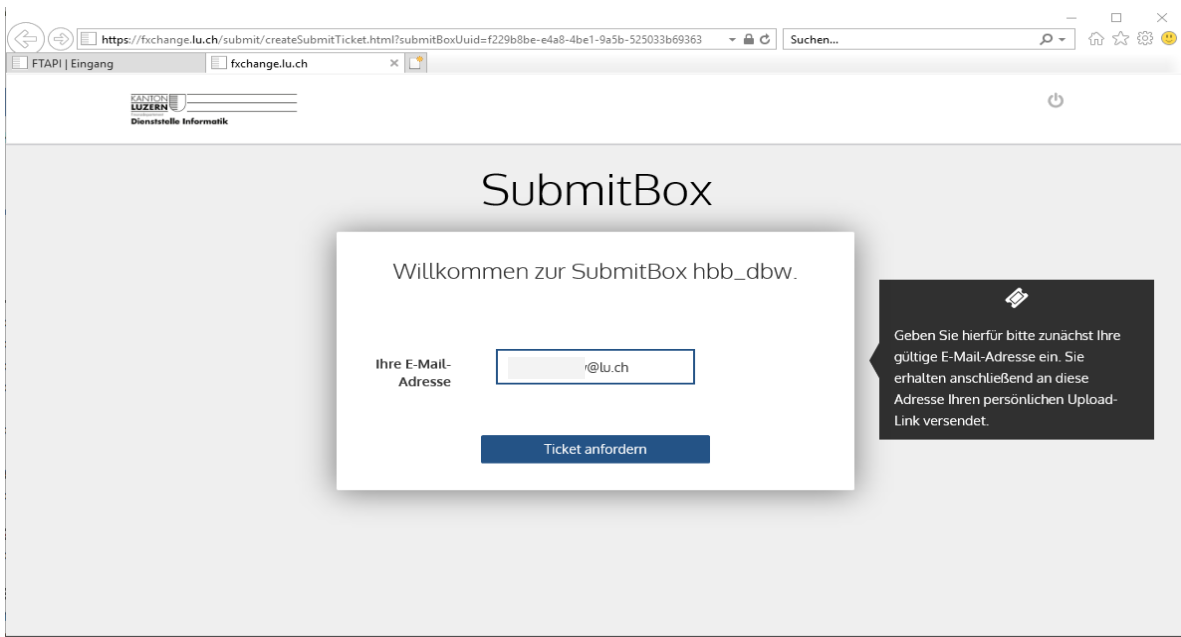 https://fxchange.lu.ch/submit/createSubmitTicket.html?submitBoxUuid=f229b8be-e4a8-4be1-9a5b-525033b69363
Suchen...
FTAPI | Eingang
fxchange.lu.ch
KANTON
LUZERN
Dienststelle Informatik
SubmitBox
Willkommen zur SubmitBox hbb_dbw.
Geben Sie hierfür bitte zunächst Ihre
gültige E-Mail-Adresse ein. Sie
erhalten anschließend an diese
Adresse Ihren persönlichen Upload-
Link versendet.
Ihre E-Mail-
Adresse
@lu.ch
Ticket anfordern